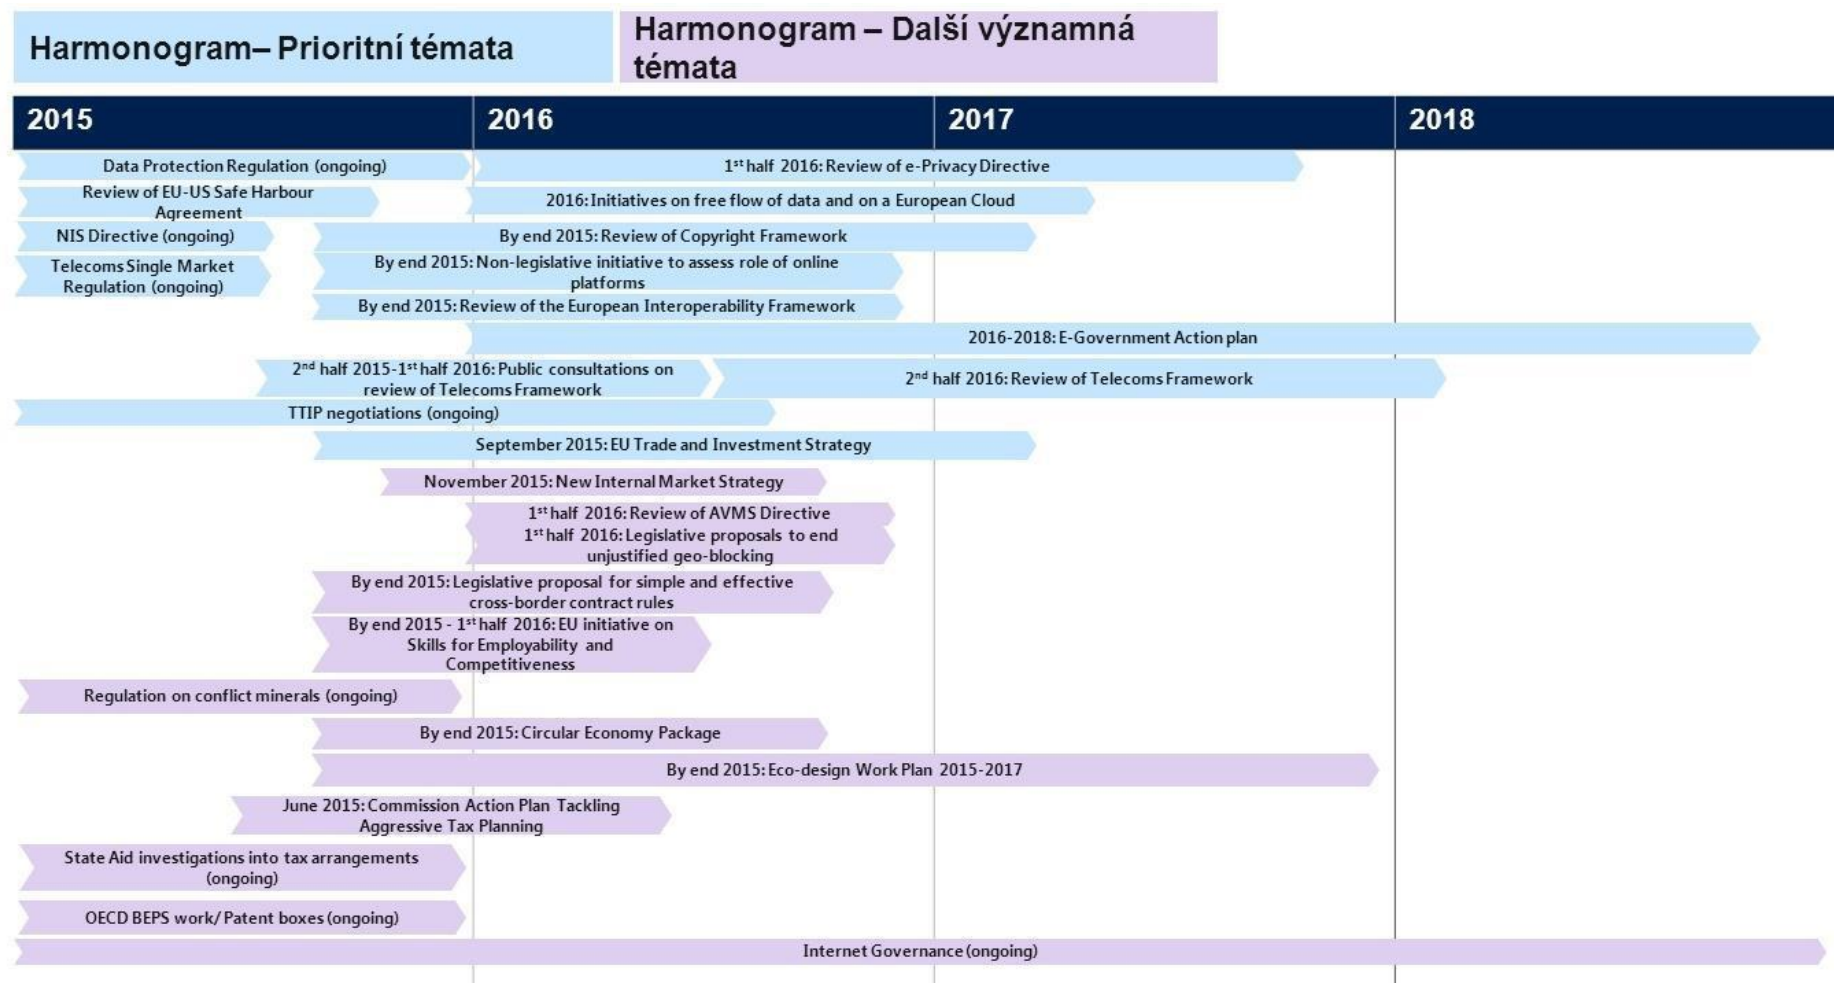 Harmonogram– Prioritní témata
Harmonogram – Další významná
témata
2015
2016
2017
2018
Data Protection Regulation (ongoing)
1st half 2016: Review of e-Privacy Directive
Review of EU-US Safe Harbour
Agreement
2016: Initiatives on free flow of data and on a European Cloud
NIS Directive (ongoing)
By end 2015: Review of Copyright Framework
Telecoms Single Market
Regulation (ongoing)
By end 2015: Non-legislative initiative to assess role of online
platforms
By end 2015: Review of the European Interoperability Framework
2016-2018: E-Government Action plan
2nd half 2015-1st half 2016: Public consultations on
review of Telecoms Framework
2nd half 2016: Review of Telecoms Framework
TTIP negotiations (ongoing)
September 2015: EU Trade and Investment Strategy
November 2015: New Internal Market Strategy
1st half 2016: Review of AVMS Directive
1st half 2016: Legislative proposals to end
unjustified geo-blocking
By end 2015: Legislative proposal for simple and effective
cross-border contract rules
By end 2015 - 1st half 2016: EU initiative on
Skills for Employability and
Competitiveness
Regulation on conflict minerals (ongoing)
By end 2015: Circular Economy Package
By end 2015: Eco-design Work Plan 2015-2017
June 2015: Commission Action Plan Tackling
Aggressive Tax Planning
State Aid investigations into tax arrangements
(ongoing)
OECD BEPS work/ Patent boxes (ongoing)
Internet Governance (ongoing)